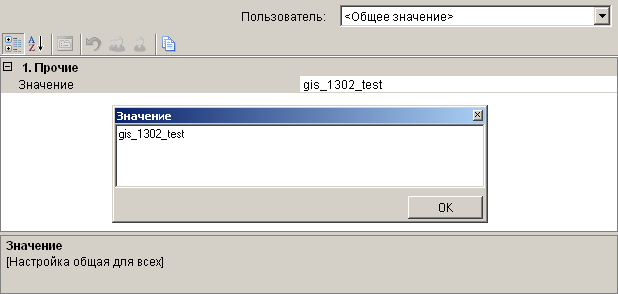 Пользователь: <Общее значение>
1. Прочие
Значение gis_1302_test
Значение
gis_1302_test
OK
Значение
[Настройка общая для всех]